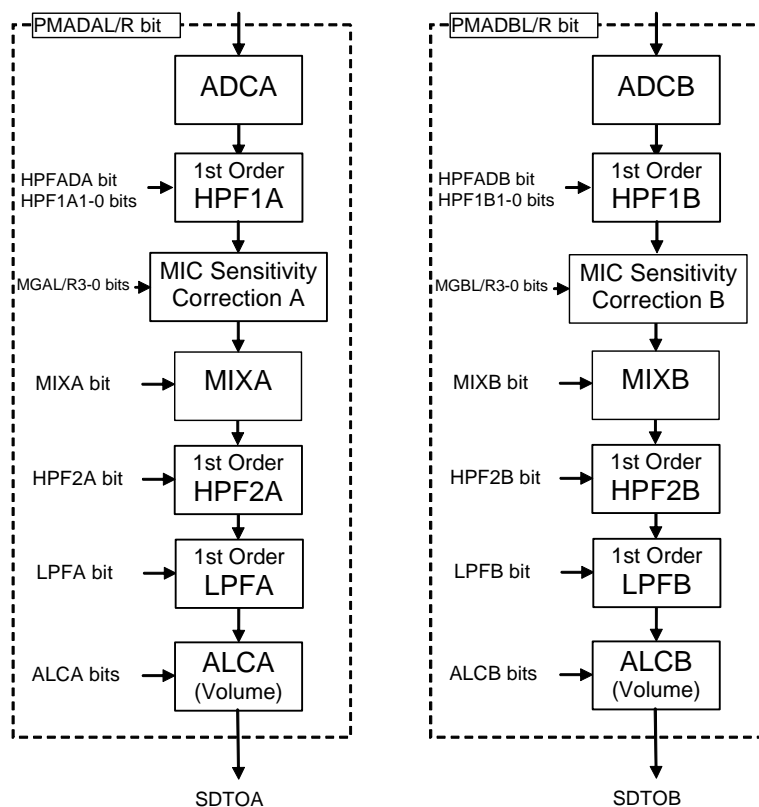 PMADAL/R bit
ADCA
HPFADA bit
HPF1A1-0 bits
1st Order
HPF1A
MGAL/R3-0 bits
MIC Sensitivity
Correction A
MIXA bit
MIXA
HPF2A bit
1st Order
HPF2A
LPFA bit
1st Order
LPFA
ALCA bits
ALCA
(Volume)
SDTOA
PMADBL/R bit
ADCB
HPFADB bit
HPF1B1-0 bits
1st Order
HPF1B
MGBL/R3-0 bits
MIC Sensitivity
Correction B
MIXB bit
MIXB
HPF2B bit
1st Order
HPF2B
LPFB bit
1st Order
LPFB
ALCB bits
ALCB
(Volume)
SDTOB